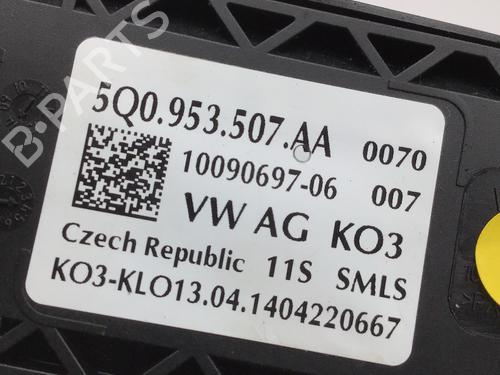 B-PARTS
5Q0.953.507.AA 0070
10090697-06 007
VW AG KO3
Czech Republic 11S SMLS
KO3-KLO13.04.1404220667